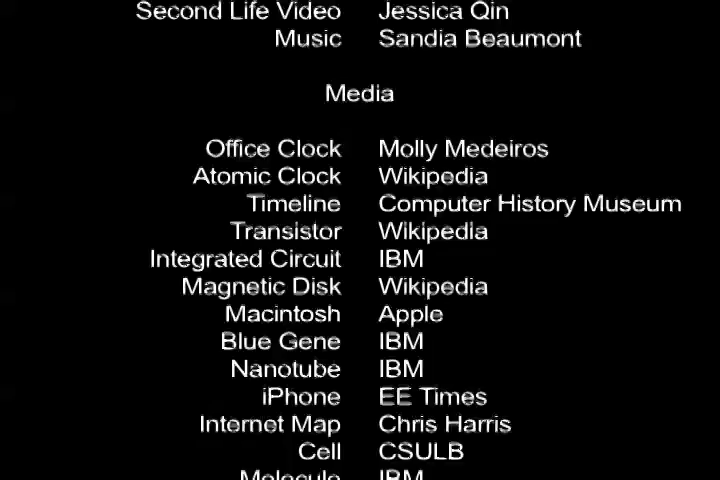 Second Life Video Jessica Qin
Music Sandia Beaumont
Media
Office Clock Molly Medeiros
Atomic Clock Wikipedia
Timeline Computer History Museum
Transistor Wikipedia
Integrated Circuit IBM
Magnetic Disk Wikipedia
Macintosh Apple
Blue Gene IBM
Nanotube IBM
iPhone EE Times
Internet Map Chris Harris
Cell CSULB
Molecule IBM